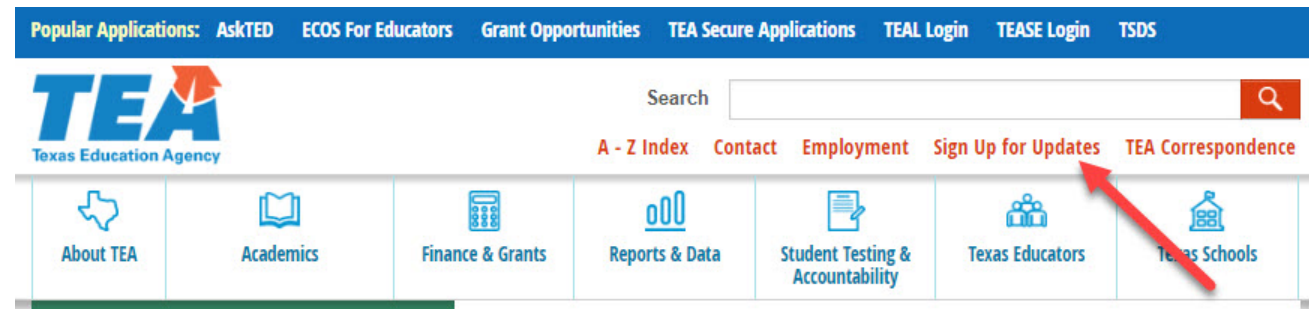 Popular Applications: AskTED ECOS For Educators Grant Opportunities TEA Secure Applications TEAL Login TEASE Login TSDS
TEA
Texas Education Agency
Search
A - Z Index Contact Employment Sign Up for Updates TEA Correspondence
About TEA
Academics
Finance & Grants
Reports & Data
Student Testing &
Accountability
Texas Educators
Texas Schools